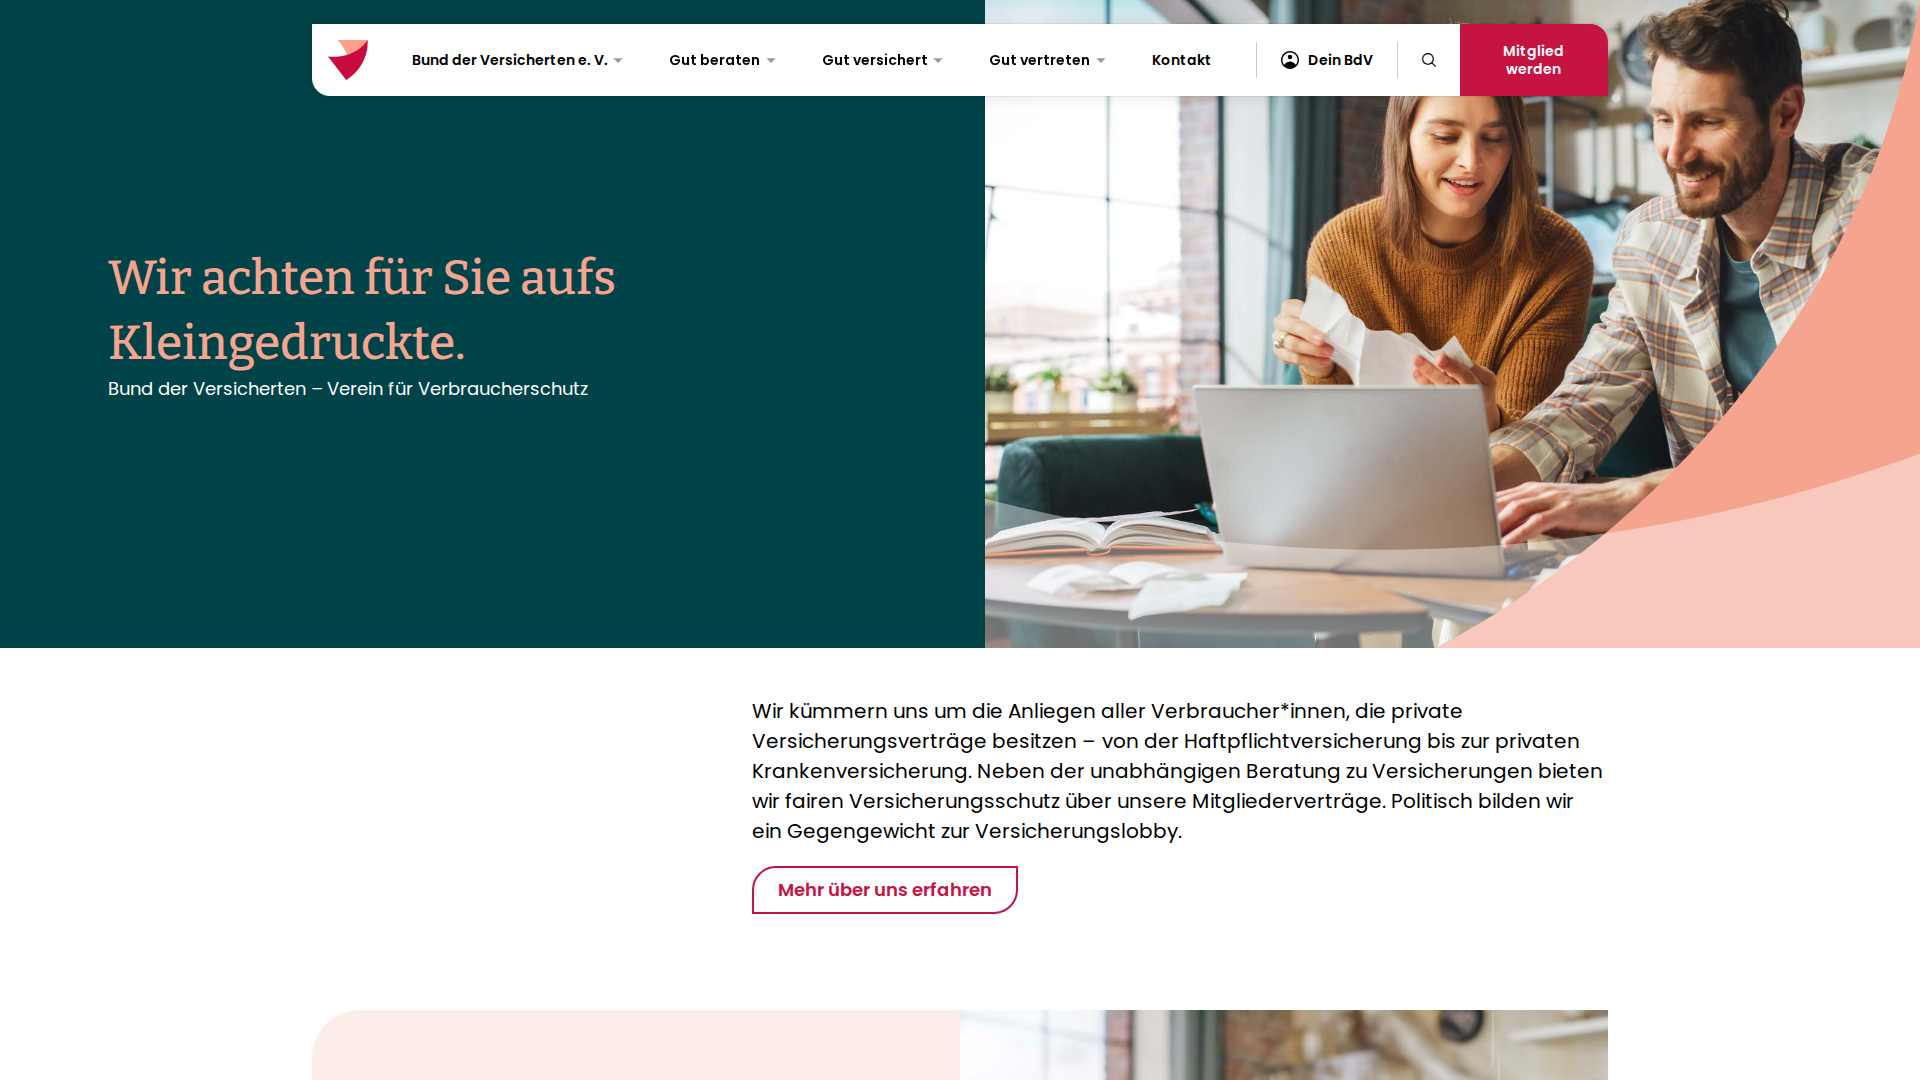 Bund der Versicherten e. V.
Gut beraten
Gut versichert
Gut vertreten
Kontakt
Dein BdV
Mitglied
werden
Wir achten für Sie aufs
Kleingedruckte.
Bund der Versicherten – Verein für Verbraucherschutz
Wir kümmern uns um die Anliegen aller Verbraucher*innen, die private
Versicherungsverträge besitzen – von der Haftpflichtversicherung bis zur privaten
Krankenversicherung. Neben der unabhängigen Beratung zu Versicherungen bieten
wir fairen Versicherungsschutz über unsere Mitgliederverträge. Politisch bilden wir
ein Gegengewicht zur Versicherungslobby.
Mehr über uns erfahren